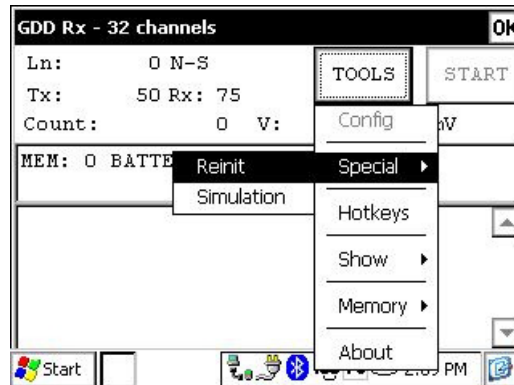 GDD Rx - 32 channels OK
Ln: 0 N-S
TOOLS START
Tx: 50 Rx: 75
Count: 0 V: mV
Config
MEM: 0 BATTE
Reinit Special
Simulation
Hotkeys
Show
Memory
About
Start PM